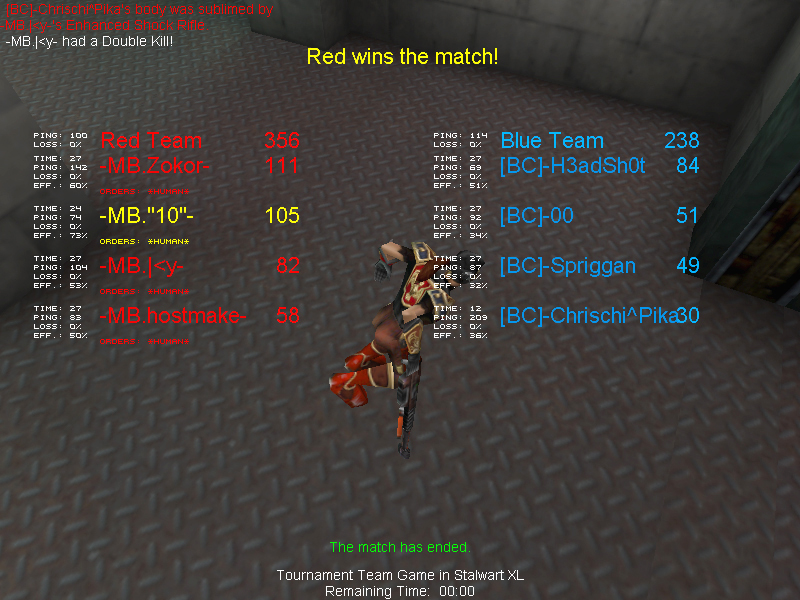 [BC]-Chrischi^Pika's body was sublimed by
-MB.|<y-'s Enhanced Shock Rifle.
-MB.|<y- had a Double Kill!
Red wins the match!
PING: 100
LOSS: 0%
Red Team 356
TIME: 27
PING: 142
LOSS: 0%
EFF.: 60%
-MB.Zokor- 111
ORDERS: *HUMAN*
TIME: 24
PING: 74
LOSS: 0%
EFF.: 73%
-MB."10"- 105
ORDERS: *HUMAN*
TIME: 27
PING: 104
LOSS: 0%
EFF.: 53%
-MB.|<y- 82
ORDERS: *HUMAN*
TIME: 27
PING: 83
LOSS: 0%
EFF.: 50%
-MB.hostmake- 58
ORDERS: *HUMAN*
PING: 114
LOSS: 0%
Blue Team 238
TIME: 27
PING: 69
LOSS: 0%
EFF.: 51%
[BC]-H3adSh0t 84
TIME: 27
PING: 92
LOSS: 0%
EFF.: 34%
[BC]-00 51
TIME: 27
PING: 87
LOSS: 0%
EFF.: 32%
[BC]-Spriggan 49
TIME: 12
PING: 209
LOSS: 0%
EFF.: 36%
[BC]-Chrischi^Pika 30
The match has ended.
Tournament Team Game in Stalwart XL
Remaining Time: 00:00